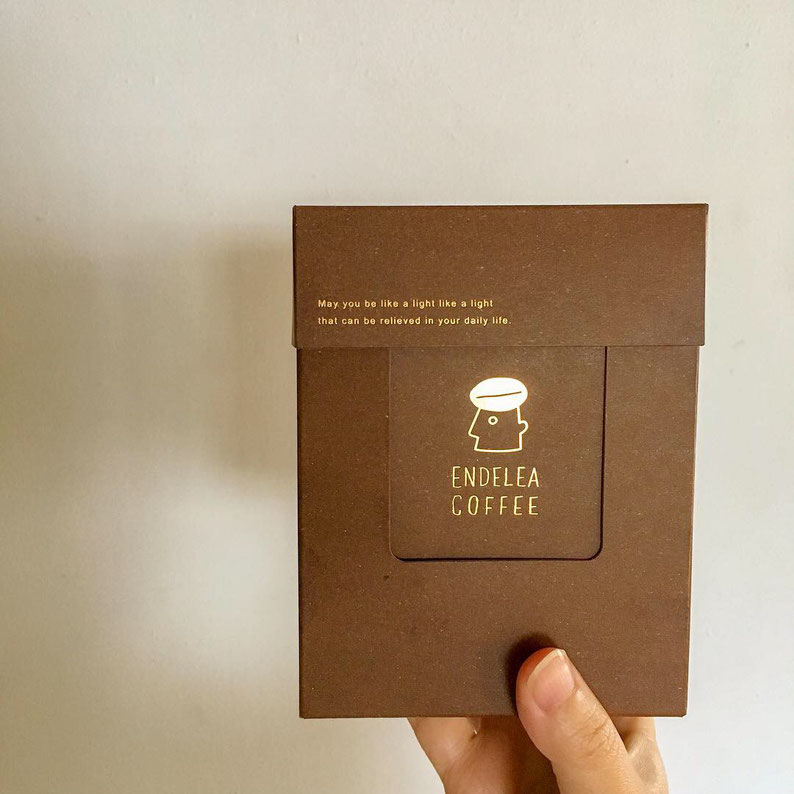 May you be like a light like a light
that can be relieved in your daily life.
ENDELEA
COFFEE